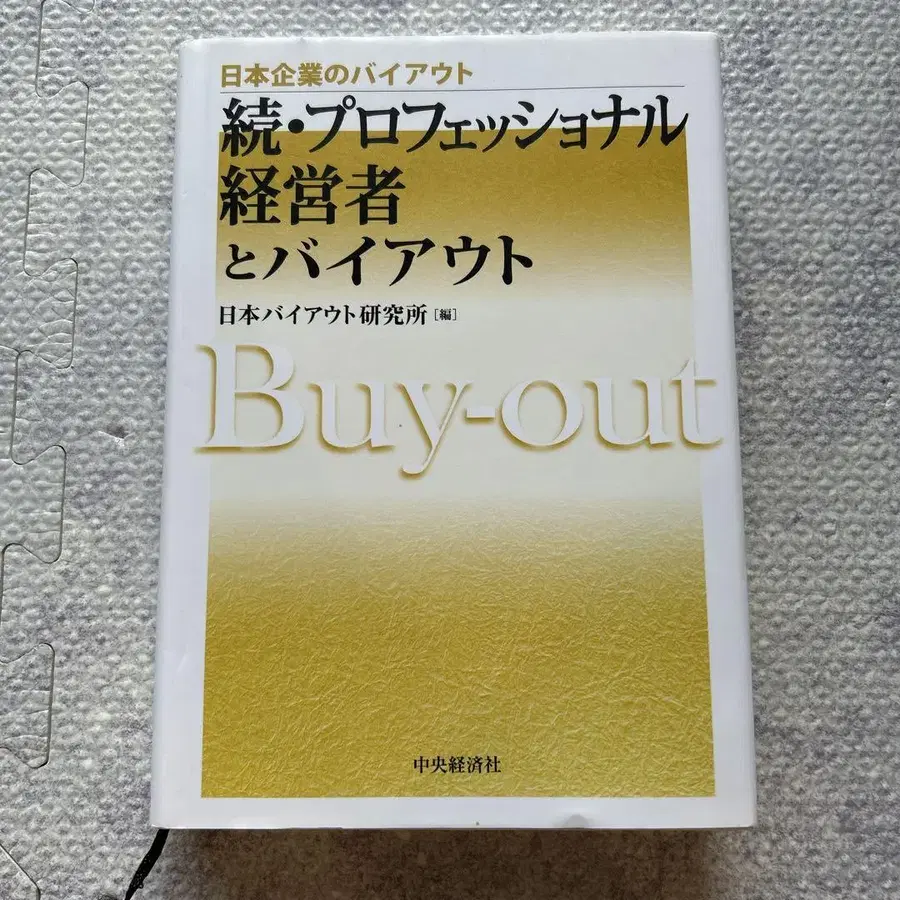 日本企業のバイアウト
続・プロフェッショナル
経営者
とバイアウト
日本バイアウト研究所[編]
Buy-out
中央経済社